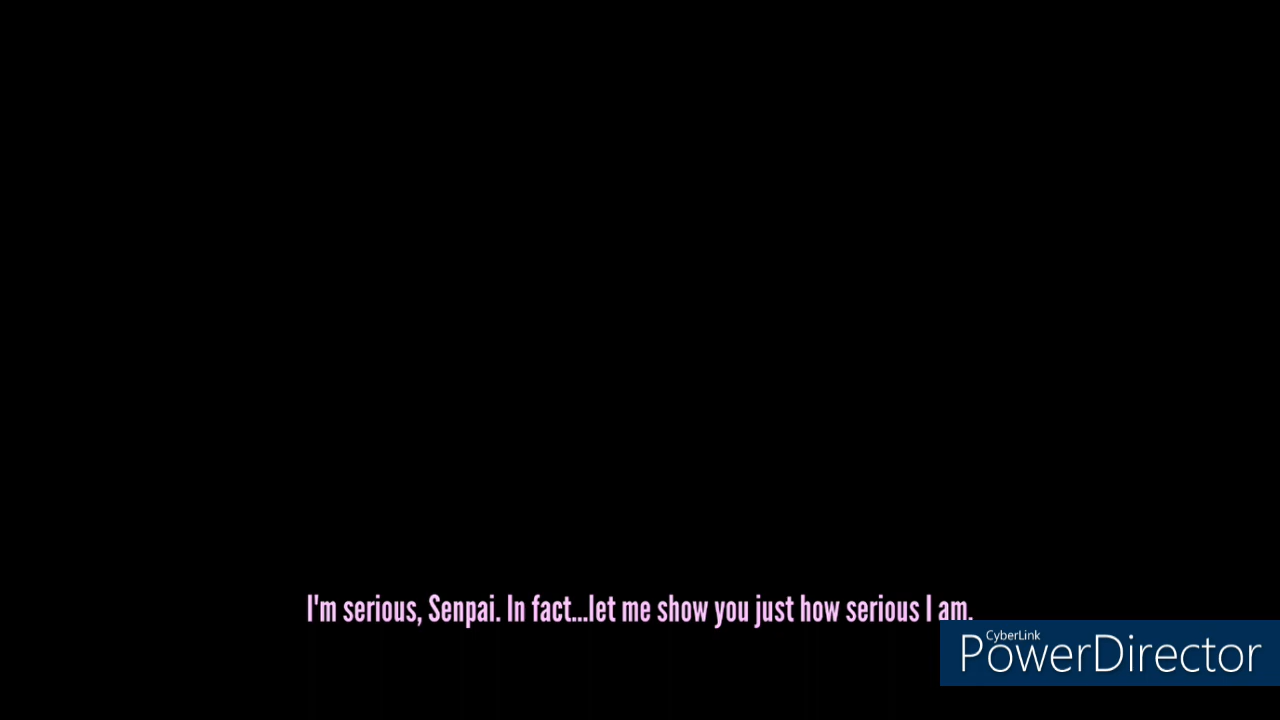 I'm serious, Senpai. In fact...let me show you just how serious I am.
CyberLink
PowerDirector